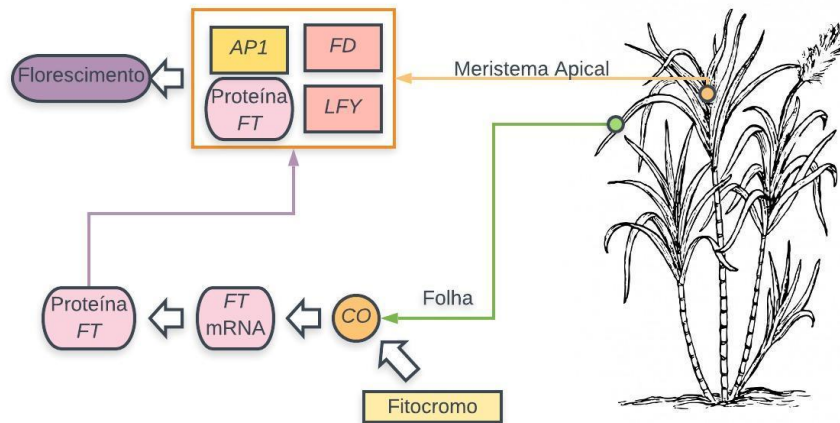 AP1
FD
Florescimento
Meristema Apical
Proteína
FT
LFY
Folha
Proteína
FT
FT
mRNA
CO
Fitocromo